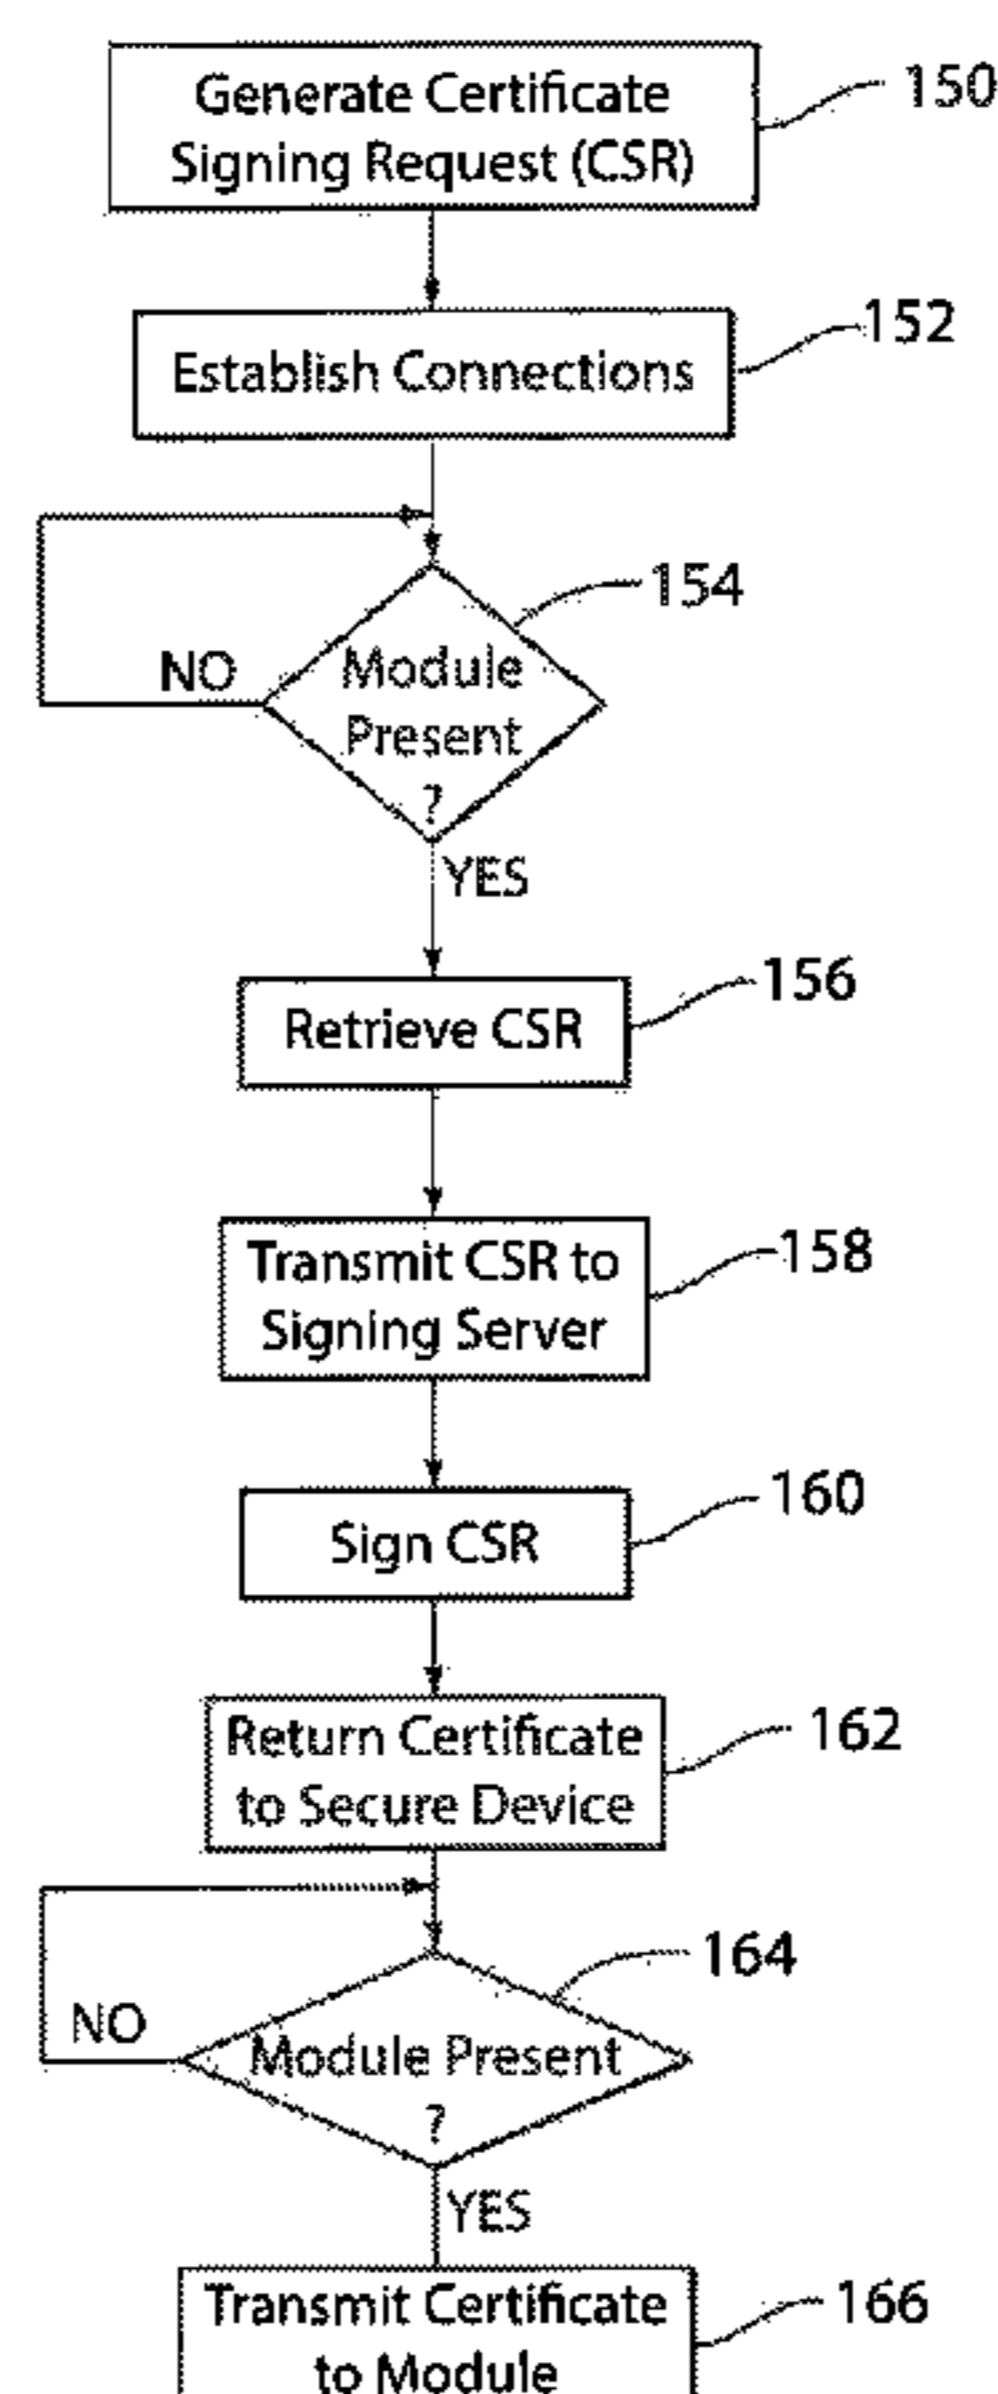 Generate Certificate
Signing Request (CSR)
150
Establish Connections
152
154
Module
Present
?
NO
YES
Retrieve CSR
156
Transmit CSR to
Signing Server
158
Sign CSR
160
Return Certificate
to Secure Device
162
164
NO
Module Present
?
YES
Transmit Certificate
to Module
166